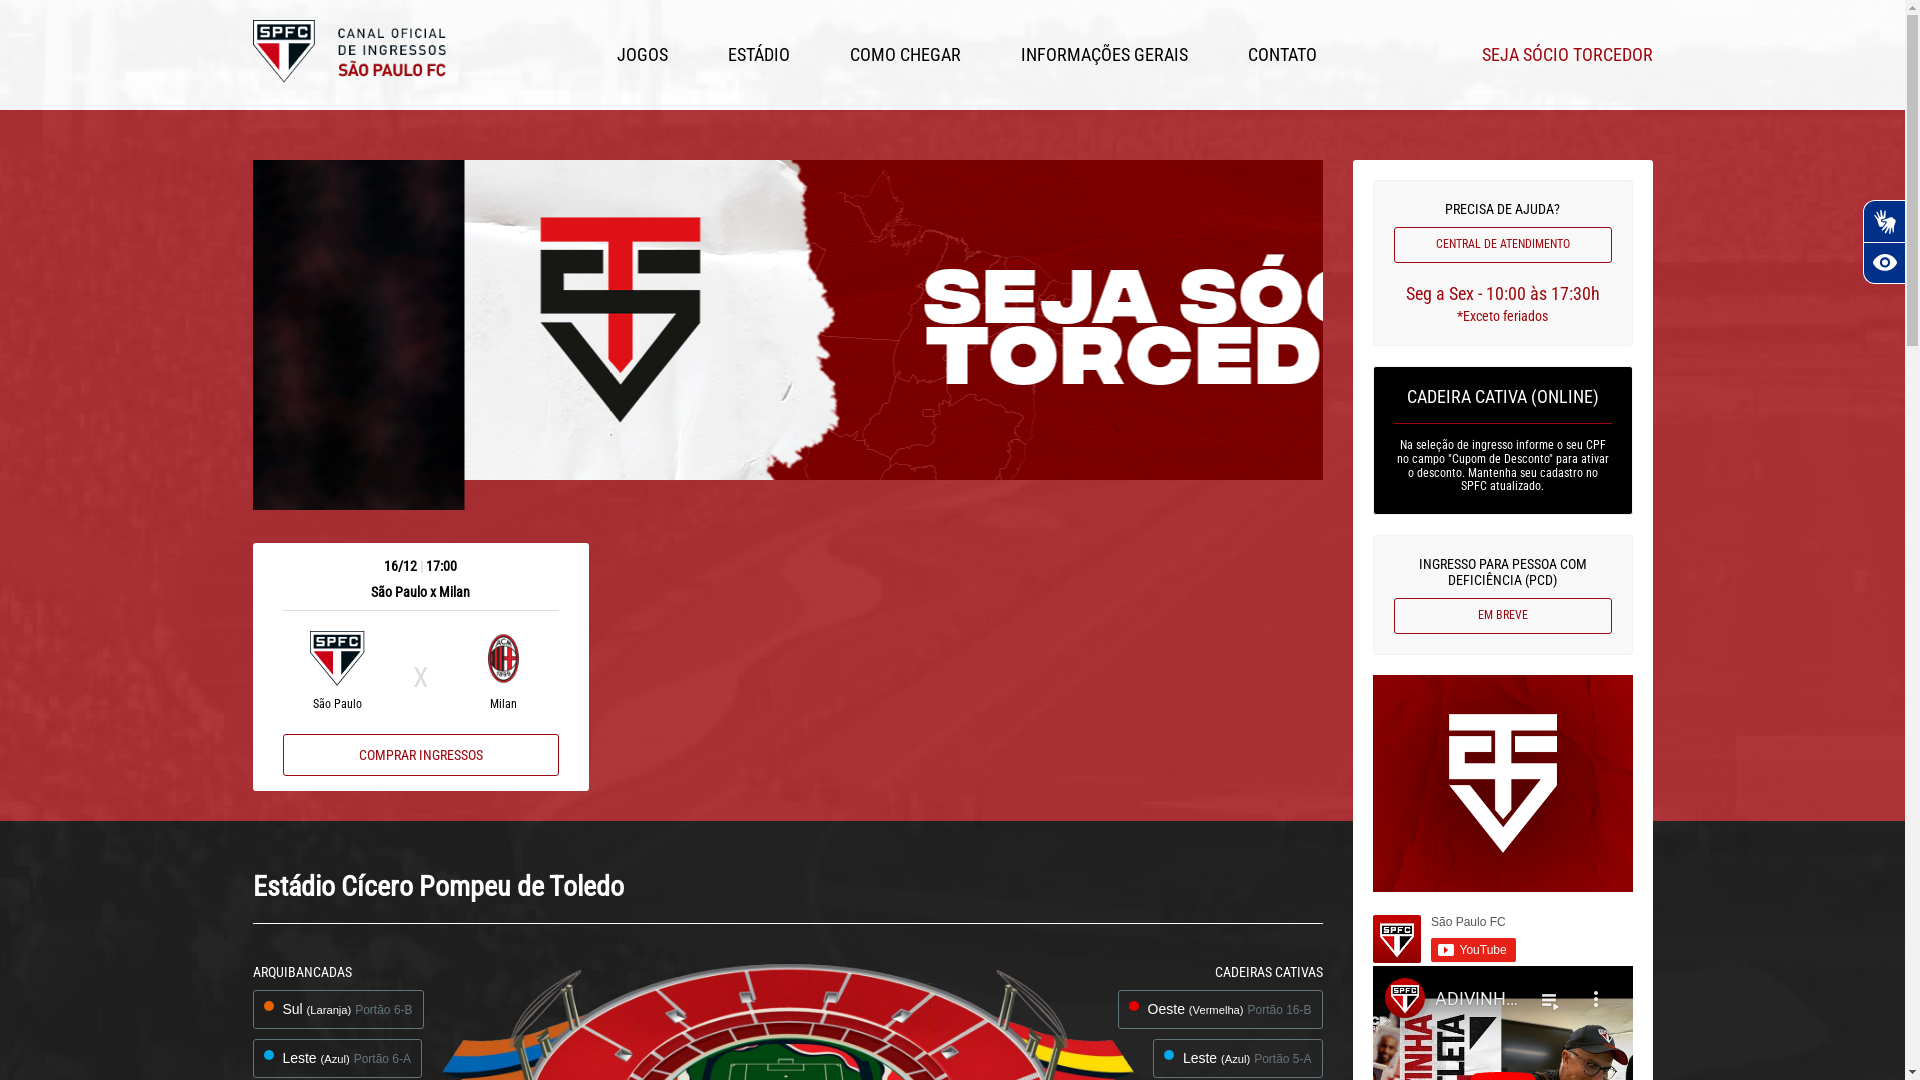 SPFC
CANAL OFICIAL
DE INGRESSOS
SÃO PAULO FC
JOGOS
ESTÁDIO
COMO CHEGAR
INFORMAÇÕES GERAIS
CONTATO
SEJA SÓCIO TORCEDOR
SEJA SÓ
TORCED
PRECISA DE AJUDA?
CENTRAL DE ATENDIMENTO
Seg a Sex - 10:00 às 17:30h
*Exceto feriados
CADEIRA CATIVA (ONLINE)
Na seleção de ingresso informe o seu CPF
no campo "Cupom de Desconto" para ativar
o desconto. Mantenha seu cadastro no
SPFC atualizado.
INGRESSO PARA PESSOA COM
DEFICIÊNCIA (PCD)
EM BREVE
16/12 | 17:00
São Paulo x Milan
SPFC
X
São Paulo
Milan
COMPRAR INGRESSOS
Estádio Cícero Pompeu de Toledo
ARQUIBANCADAS
Sul (Laranja) Portão 6-B
Leste (Azul) Portão 6-A
CADEIRAS CATIVAS
Oeste (Vermelha) Portão 16-B
Leste (Azul) Portão 5-A
SPFC
São Paulo FC
YouTube
SPFC
ADIVINH...